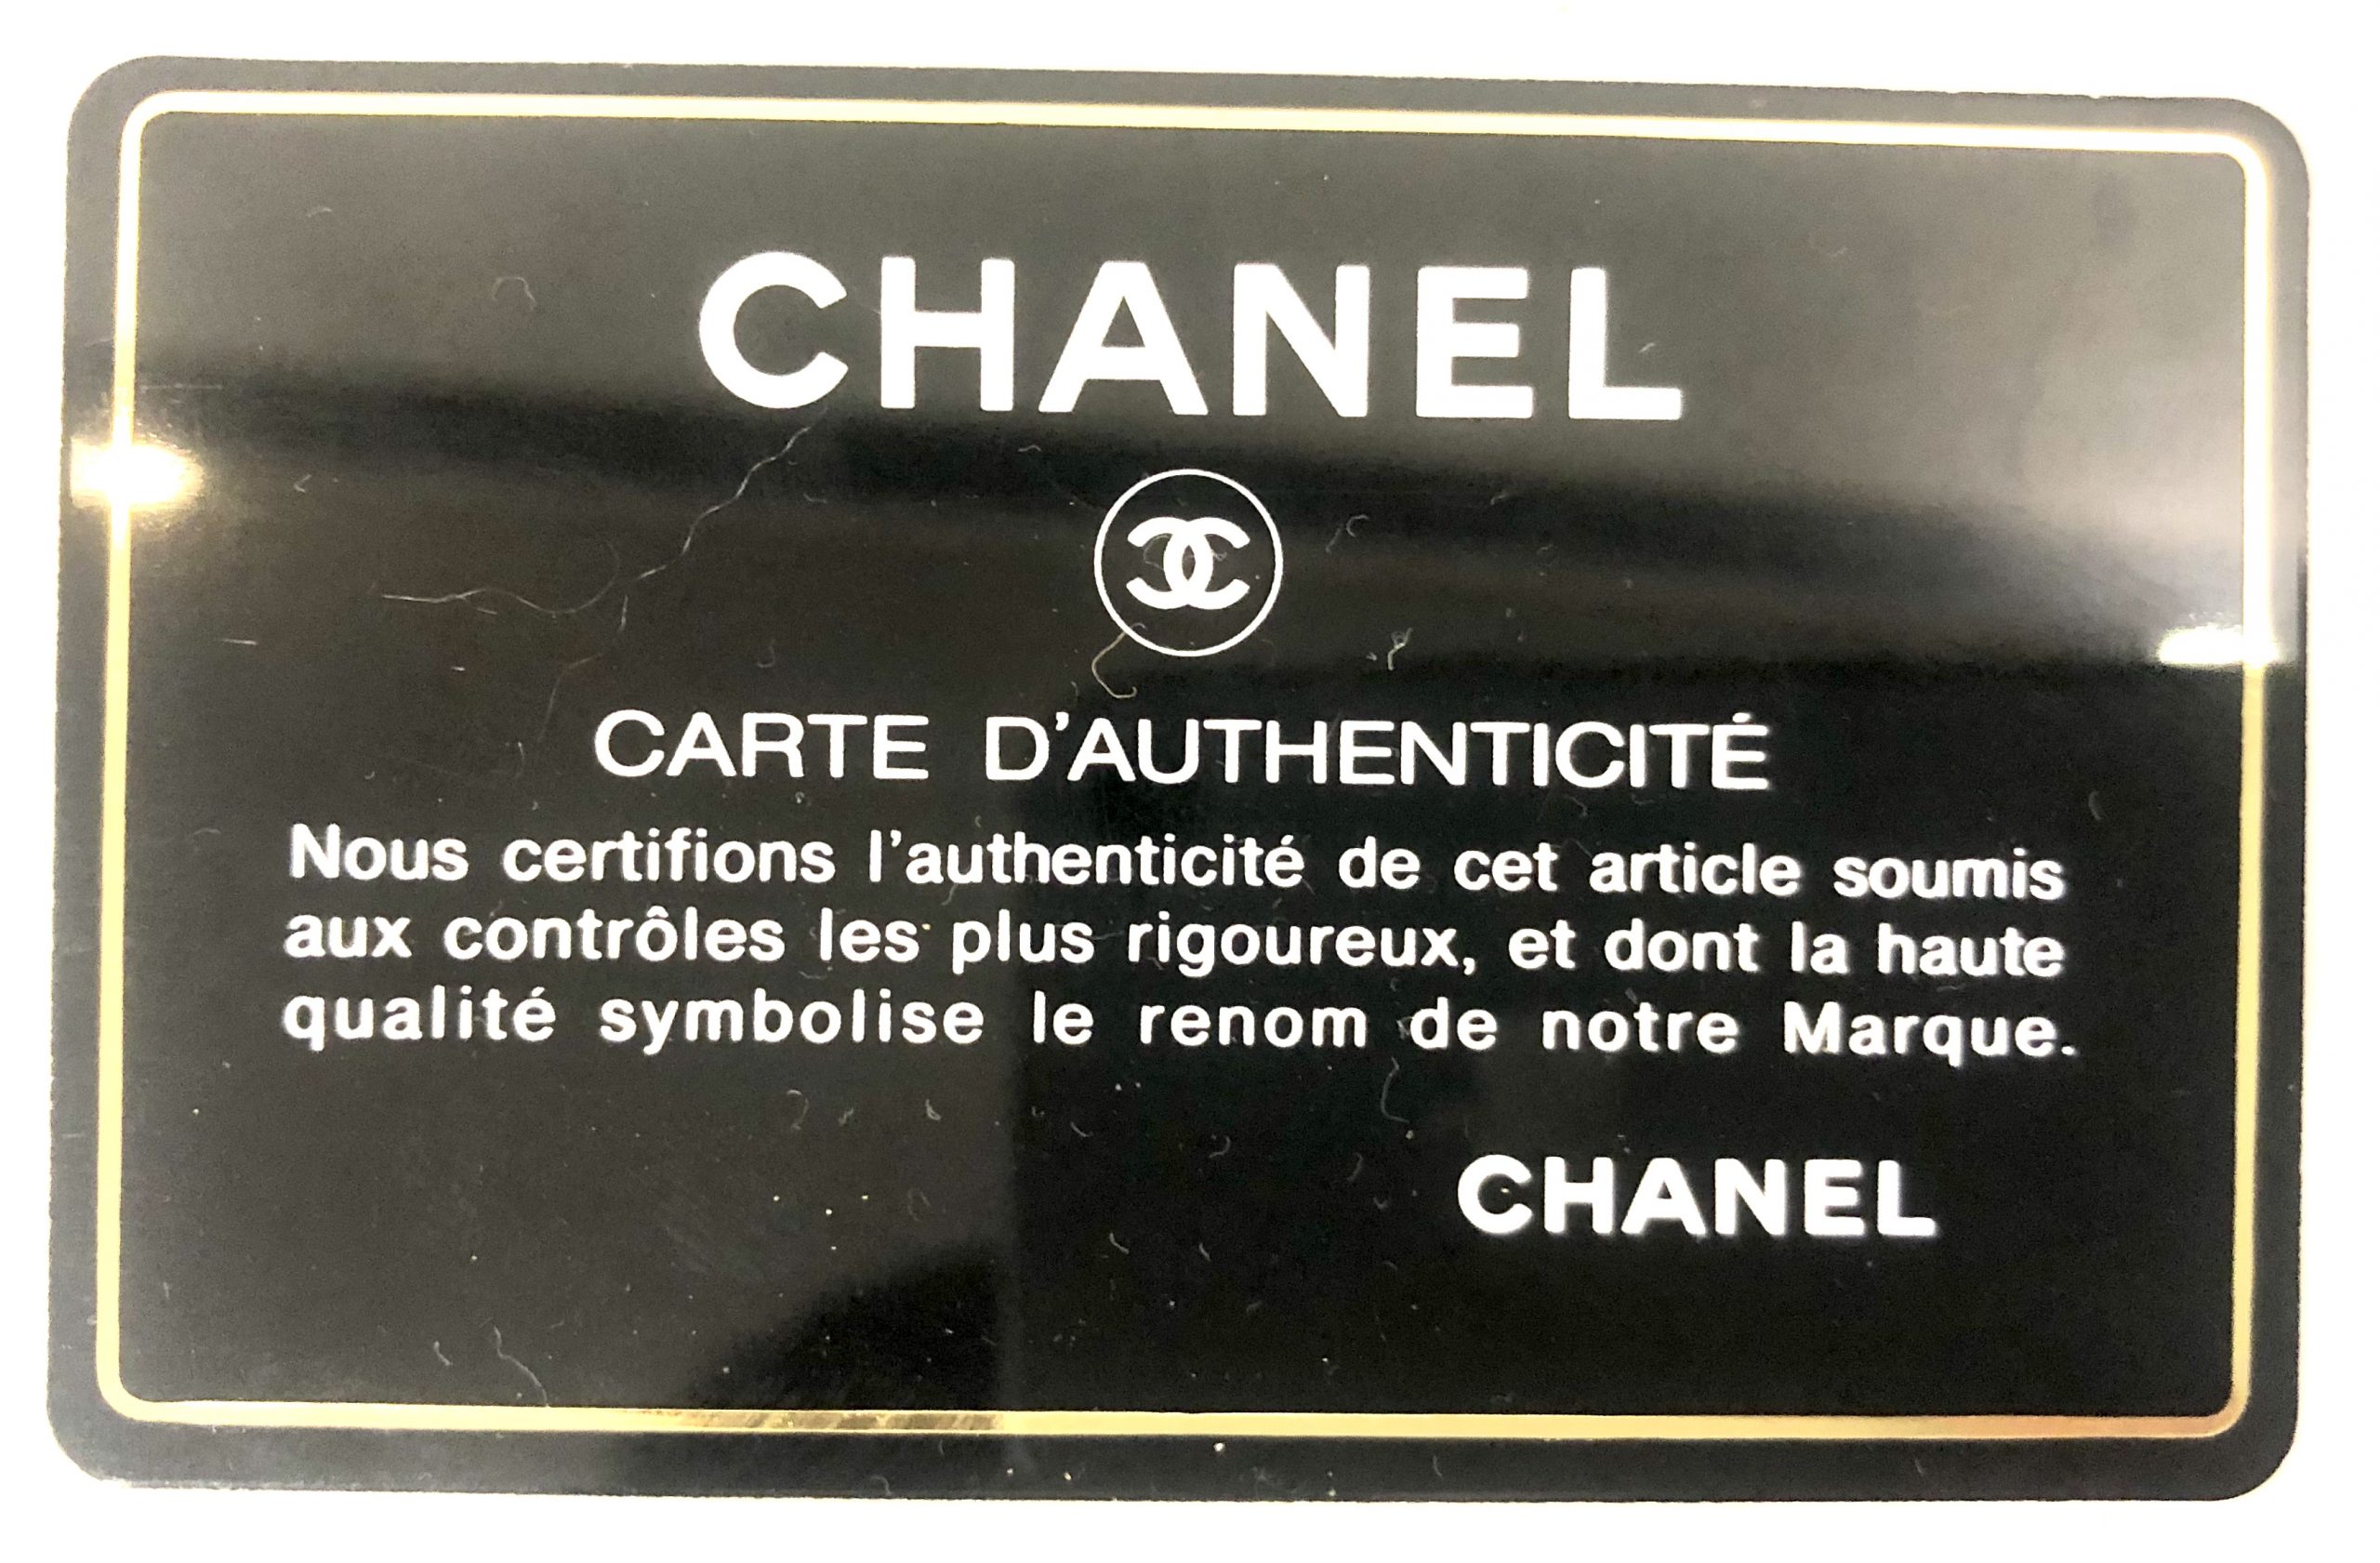 CHANEL
CARTE D'AUTHENTICITÉ
Nous certifions l'authenticité de cet article soumis
aux contrôles les plus rigoureux, et dont la haute
qualité symbolise le renom de notre Marque.
CHANEL